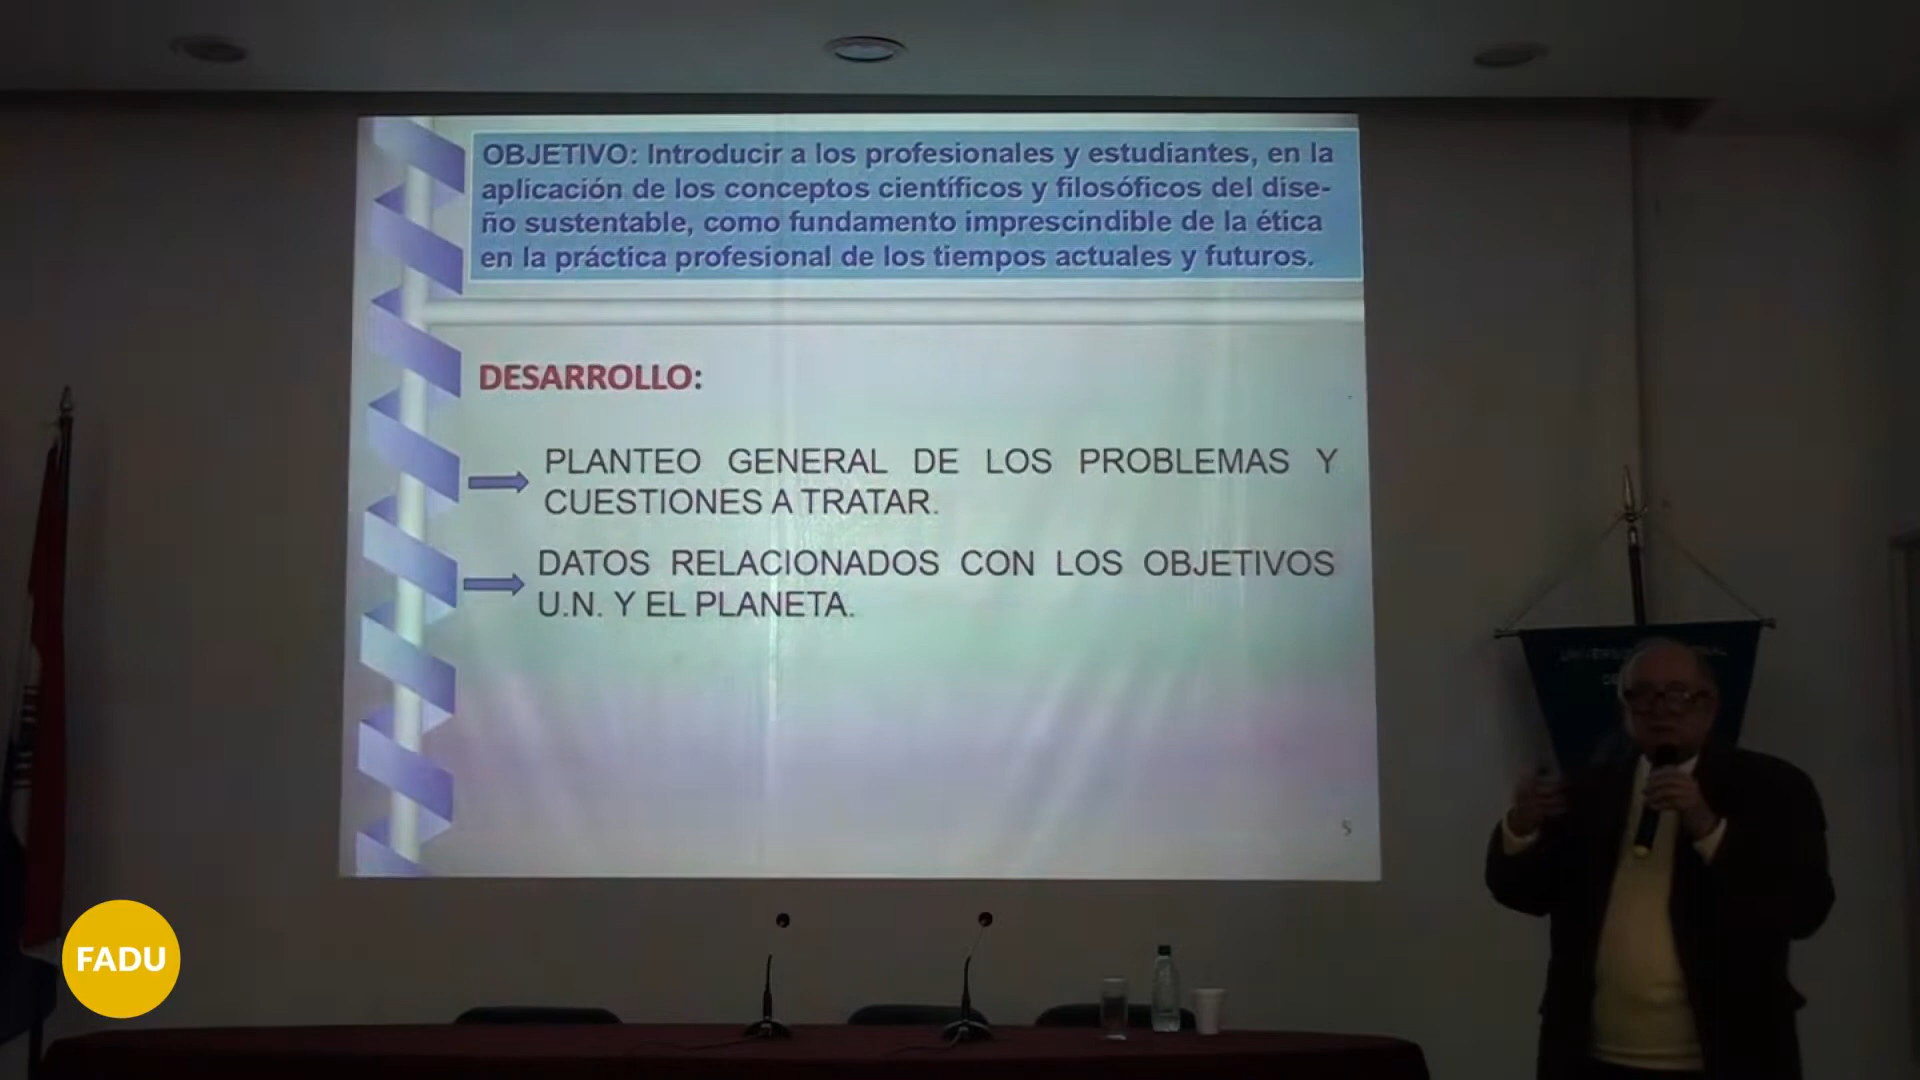 OBJETIVO: Introducir a los profesionales y estudiantes, en la
aplicación de los conceptos científicos y filosóficos del dise-
ño sustentable, como fundamento imprescindible de la ética
en la práctica profesional de los tiempos actuales y futuros.
DESARROLLO:
PLANTEO GENERAL DE LOS PROBLEMAS Y
CUESTIONES A TRATAR.
DATOS RELACIONADOS CON LOS OBJETIVOS
U.N. Y EL PLANETA.
5
FADU